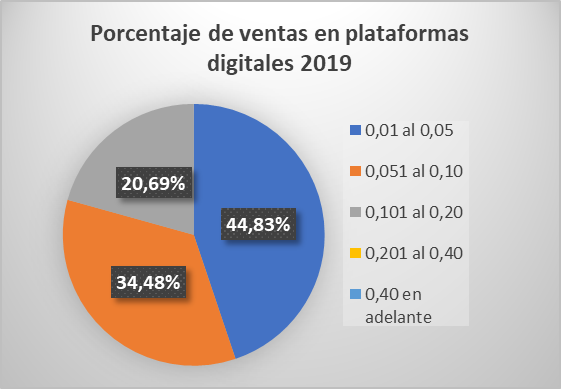 Porcentaje de ventas en plataformas
digitales 2019
0,01 al 0,05
0,051 al 0,10
0,101 al 0,20
0,201 al 0,40
0,40 en
adelante
20,69%
44,83%
34,48%